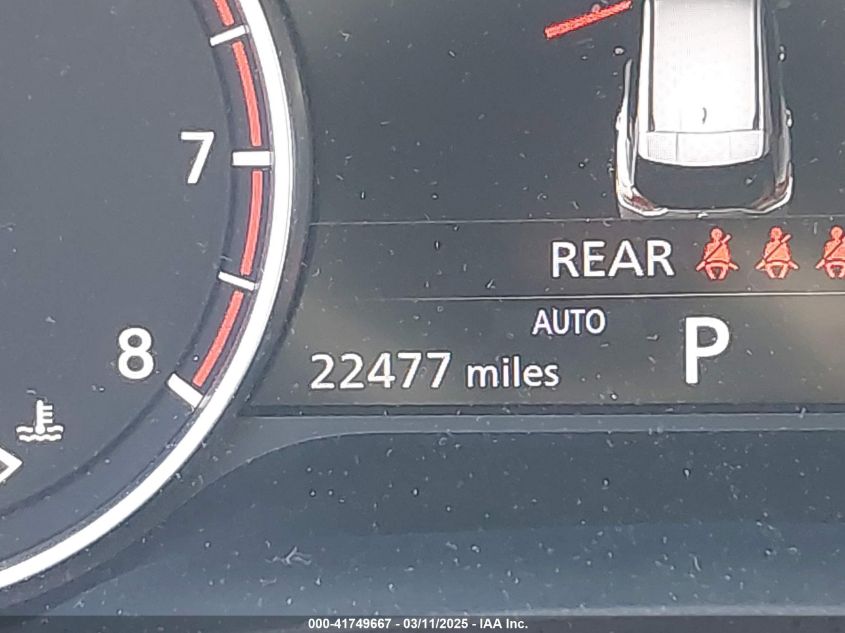 7
REAR
AUTO
P
8
22477 miles
000-41749667 - 03/11/2025 - IAA Inc.